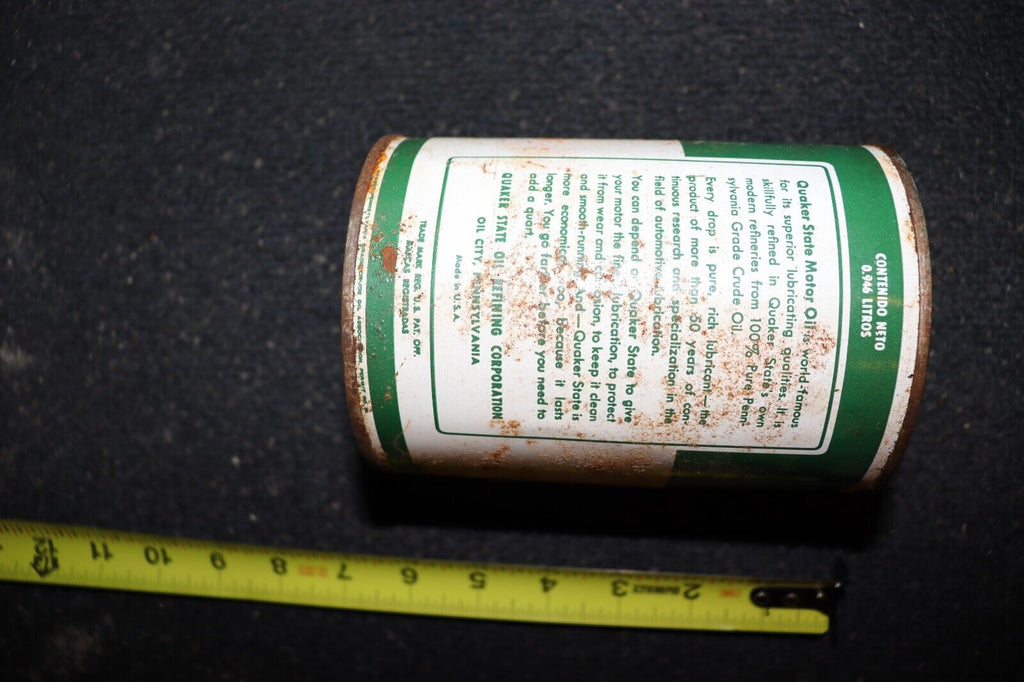 CONTENIDO NETO
0.946 LITROS
Quaker State Motor Oil is world-famous
for its superior lubricating qualities. It is
skillfully refined in Quaker State's own
modern refineries from 100% Pure Penn-
sylvania Grade Crude Oil.
Every drop is pure, rich lubricant—the
product of more than 50 years of con-
tinuous research and specialization in the
field of automotive lubrication.
You can depend on Quaker State to give
your motor the finest lubrication, to protect
it from wear and corrosion, to keep it clean
and smooth-running. And—Quaker State is
more economical, too, because it lasts
longer. You go farther before you need to
add a quart.
QUAKER STATE OIL REFINING CORPORATION
OIL CITY, PENNSYLVANIA
Made in U.S.A.
TRADE MARK REG. U.S. PAT. OFF.
MARCAS REGISTRADAS
11 10 9 8 7 6 5 4 3 2